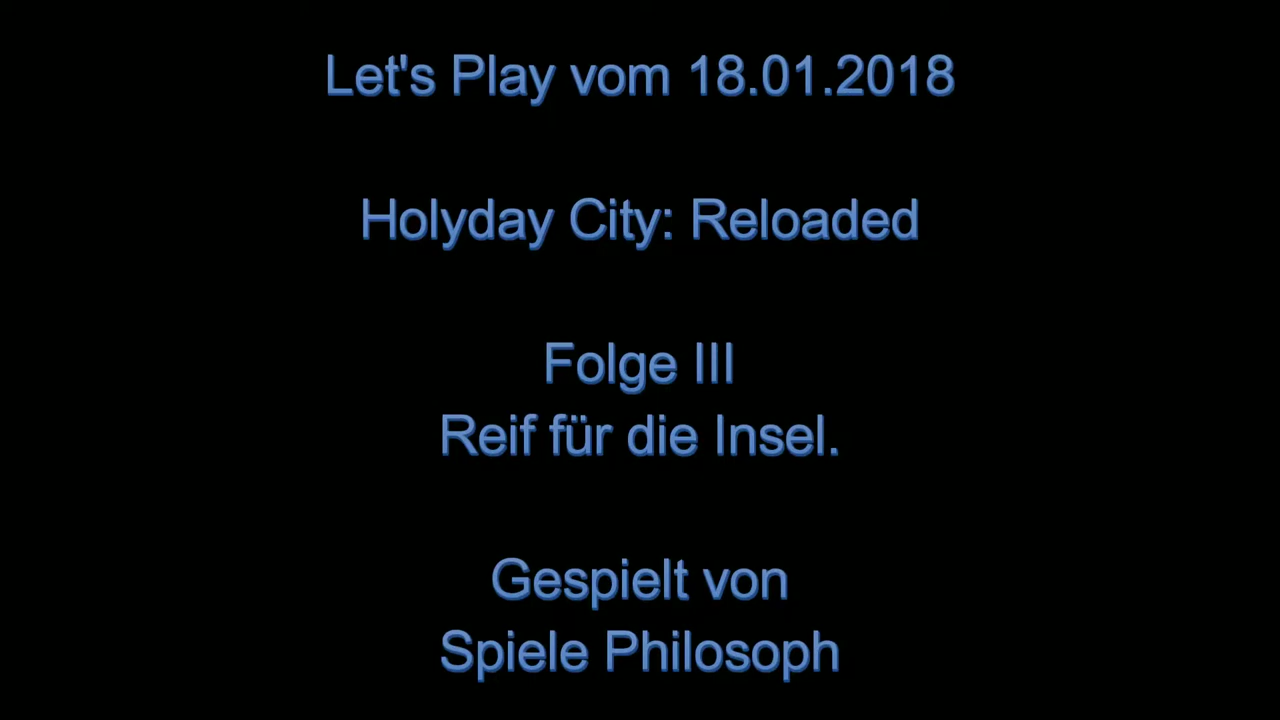 Let's Play vom 18.01.2018
Holyday City: Reloaded
Folge III
Reif für die Insel.
Gespielt von
Spiele Philosoph